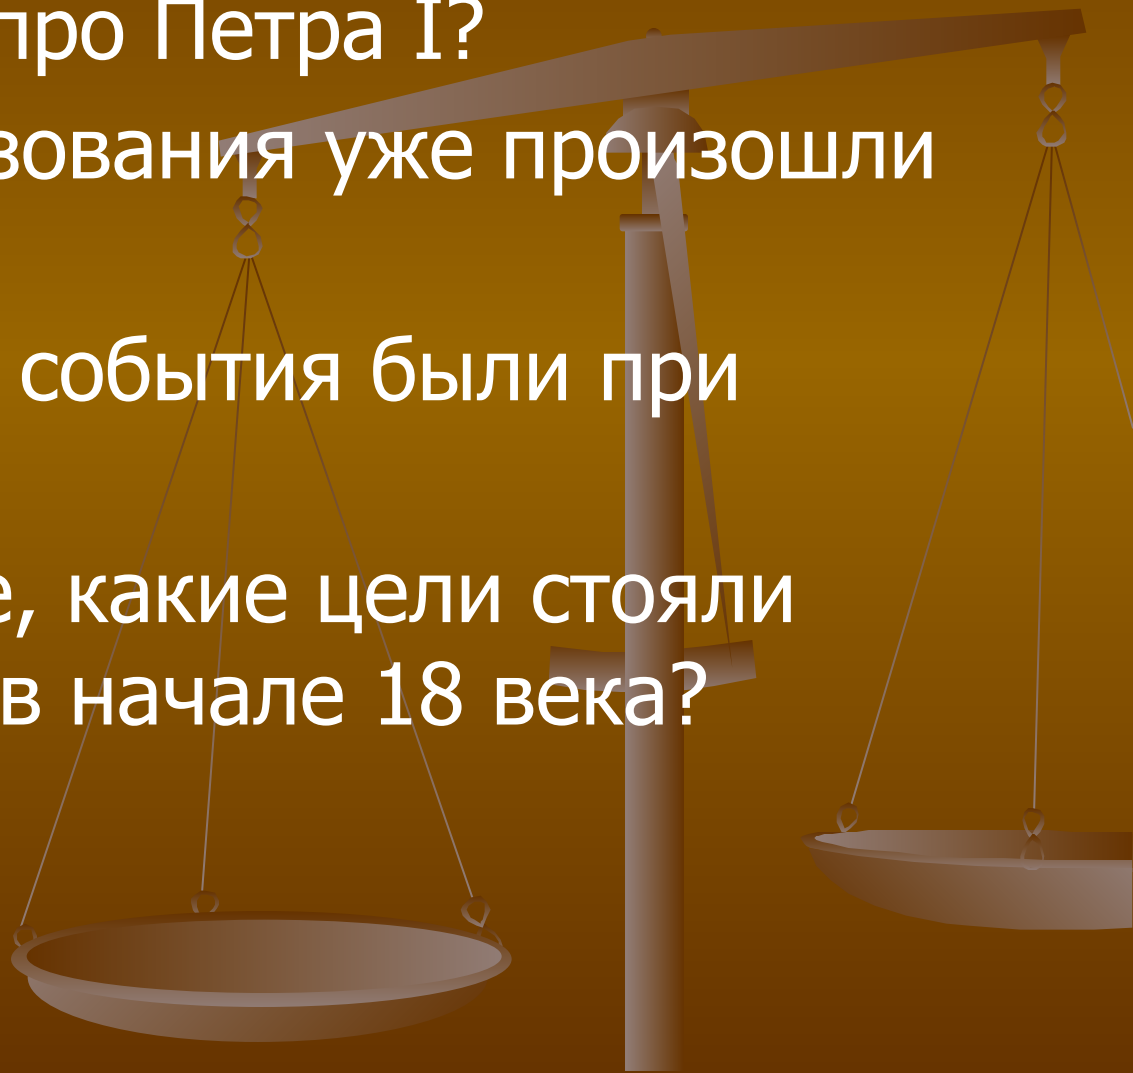 про Петра I?
зования уже произошли
события были при
е, какие цели стояли
в начале 18 века?